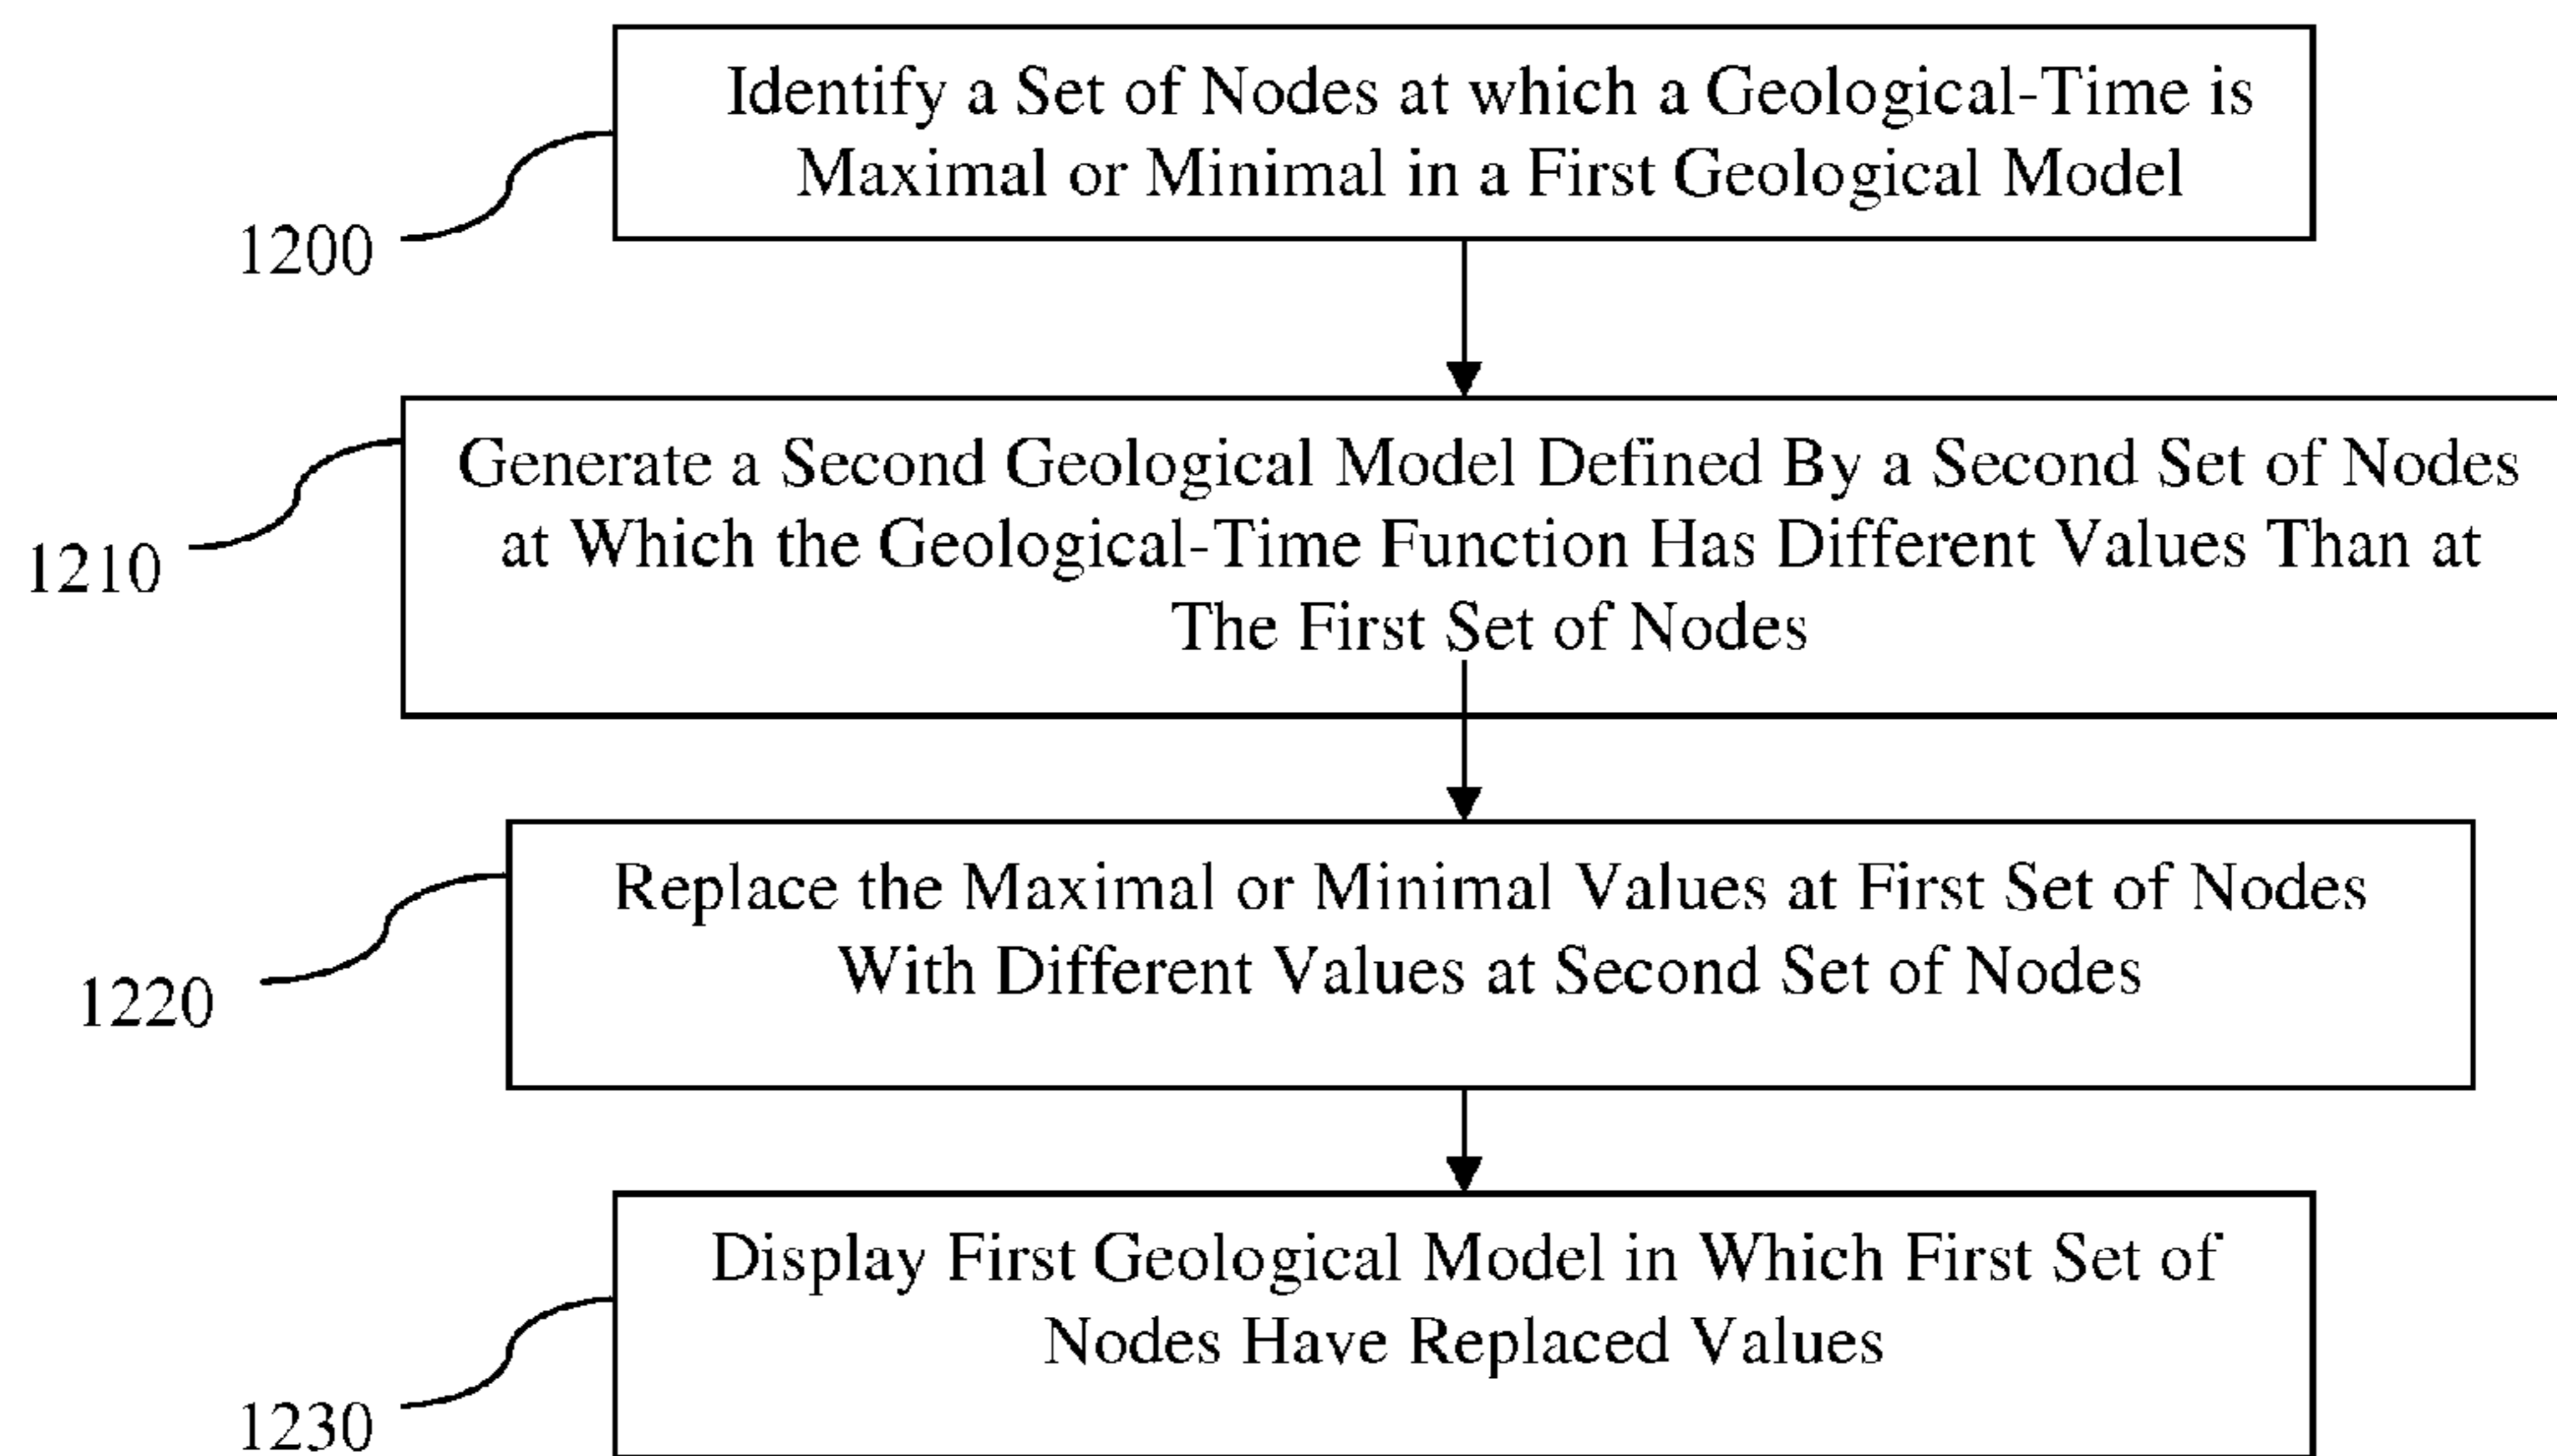 Identify a Set of Nodes at which a Geological-Time is
Maximal or Minimal in a First Geological Model
1200
Generate a Second Geological Model Defined By a Second Set of Nodes
at Which the Geological-Time Function Has Different Values Than at
The First Set of Nodes
1210
Replace the Maximal or Minimal Values at First Set of Nodes
With Different Values at Second Set of Nodes
1220
Display First Geological Model in Which First Set of
Nodes Have Replaced Values
1230